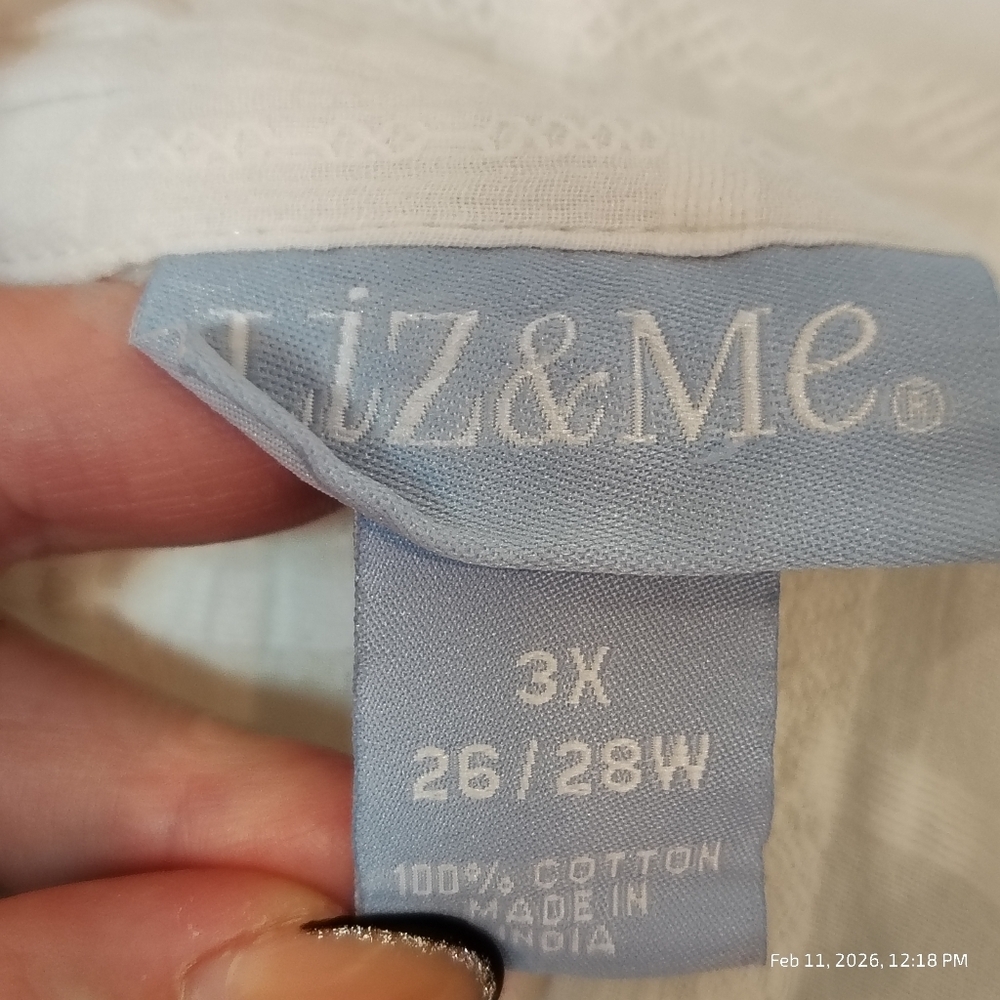 Liz&Me®
3X
26/28W
100% COTTON
MADE IN
INDIA
Feb 11, 2026, 12:18 PM